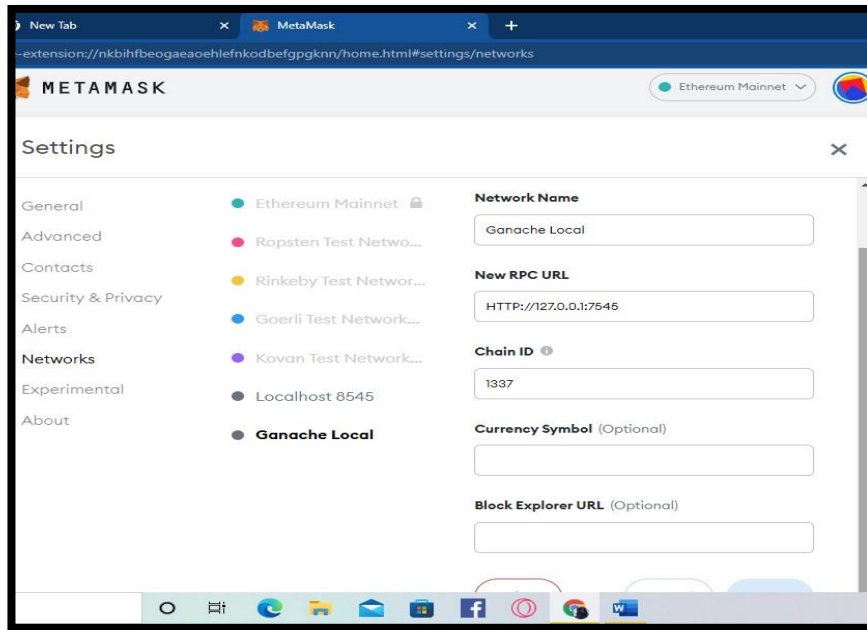 New Tab
MetaMask
-extension://nkbihfbeogaeaoehlefnkodbefgpgknn/home.html#settings/networks
METAMASK
Ethereum Mainnet
Settings
General
Advanced
Contacts
Security & Privacy
Alerts
Networks
Experimental
About
Ethereum Mainnet
Ropsten Test Netwo...
Rinkeby Test Networ...
Goerli Test Network...
Kovan Test Network...
Localhost 8545
Ganache Local
Network Name
Ganache Local
New RPC URL
HTTP://127.0.0.1:7545
Chain ID
1337
Currency Symbol (Optional)
Block Explorer URL (Optional)